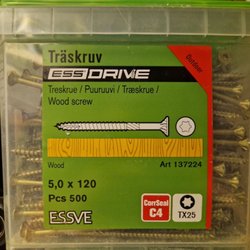 Träskruv
ESSDRIVE
Outdoor
Treskrue / Puuruuvi / Træskrue /
Wood screw
Wood
Art 137224
5,0 x 120
Pcs 500
CorrSeal
C4
TX25
ESSVE